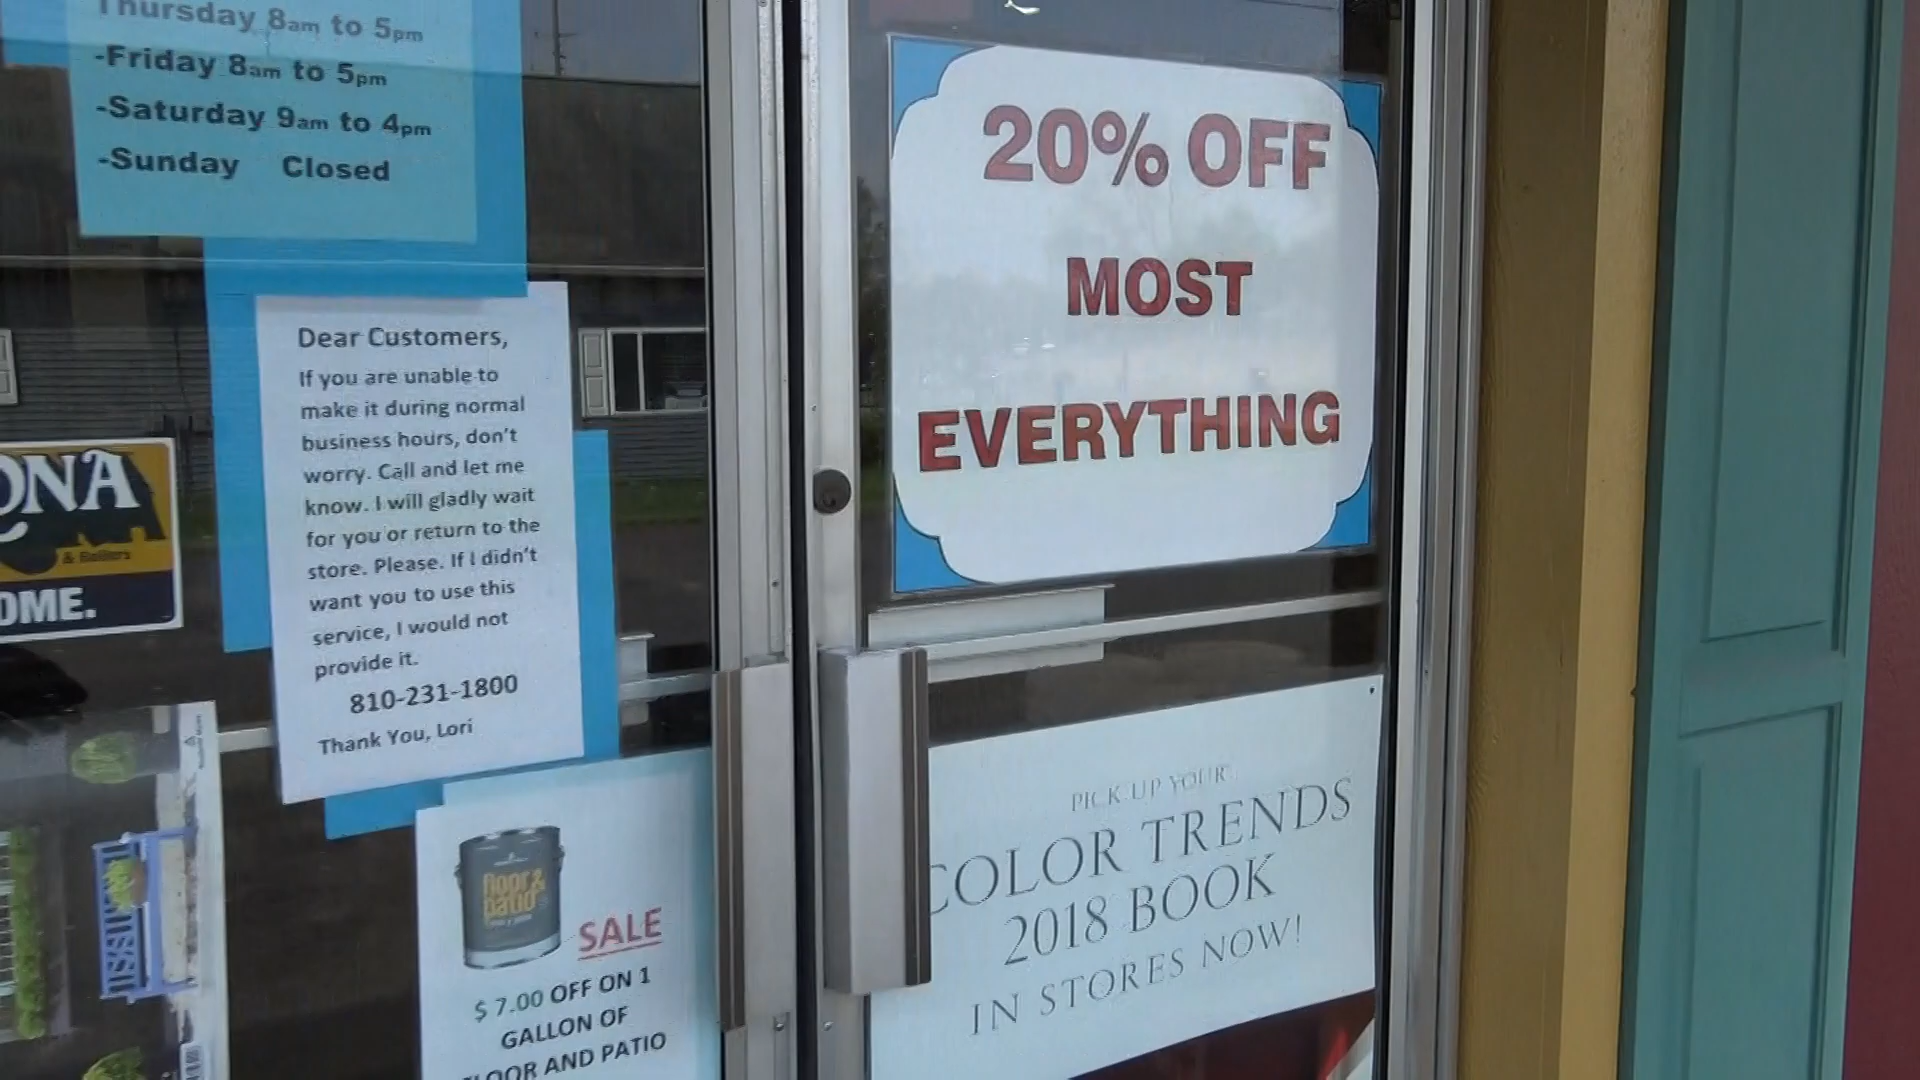 Thursday 8am to 5pm
-Friday 8am to 5pm
-Saturday 9am to 4pm
-Sunday Closed
Dear Customers,
If you are unable to
make it during normal
business hours, don't
worry. Call and let me
know. I will gladly wait
for you or return to the
store. Please. If I didn't
want you to use this
service, I would not
provide it.
810-231-1800
Thank You, Lori
ONA
& Rollers
OME.
floor &
patio
SALE
$ 7.00 OFF ON 1
GALLON OF
FLOOR AND PATIO
20% OFF
MOST
EVERYTHING
PICK UP YOUR
COLOR TRENDS
2018 BOOK
IN STORES NOW!